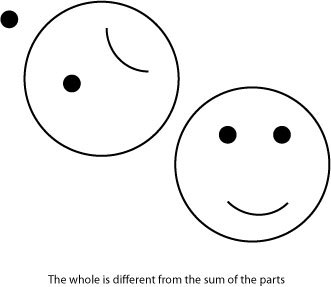 The whole is different from the sum of the parts